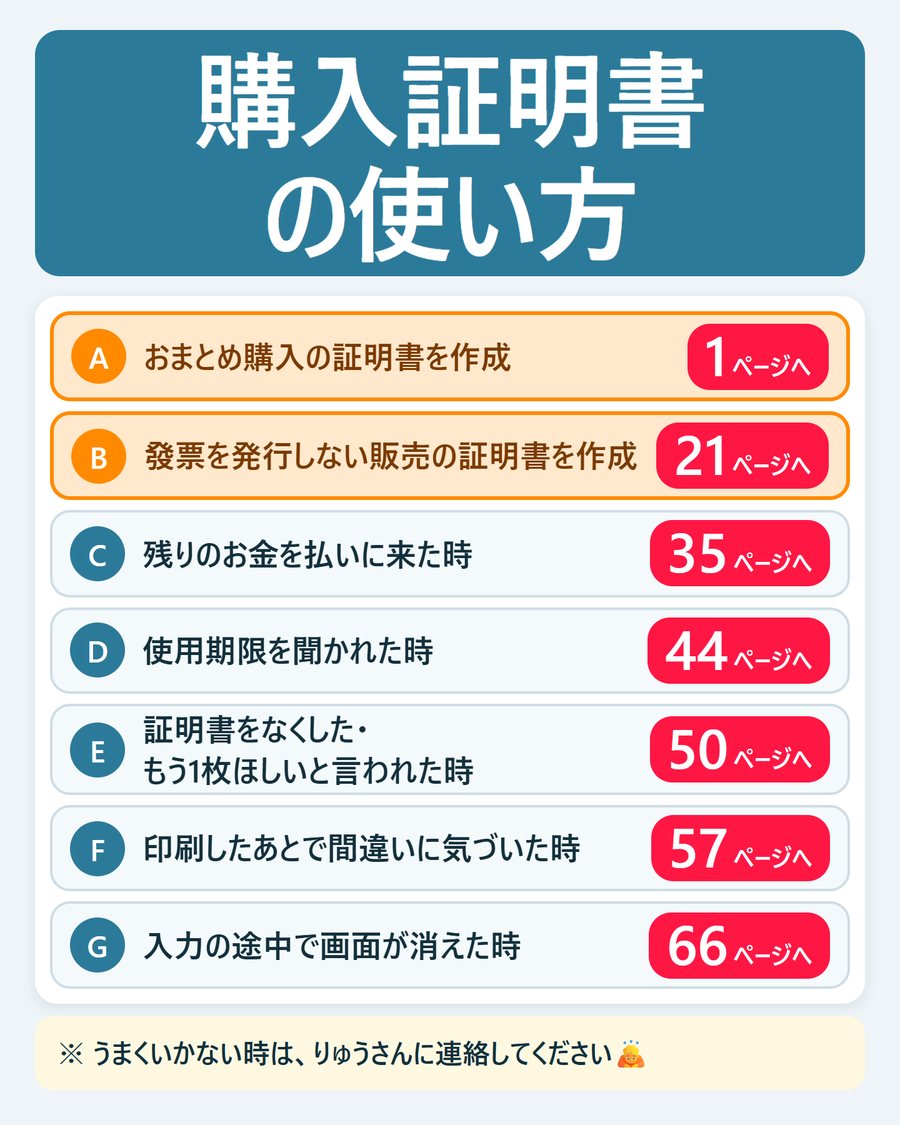 購入証明書
の使い方
A おまとめ購入の証明書を作成 1ページへ
B 發票を発行しない販売の証明書を作成 21ページへ
C 残りのお金を払いに来た時 35ページへ
D 使用期限を聞かれた時 44ページへ
E 証明書をなくした・
もう1枚ほしいと言われた時 50ページへ
F 印刷したあとで間違いに気づいた時 57ページへ
G 入力の途中で画面が消えた時 66ページへ
※ うまくいかない時は、りゅうさんに連絡してください🙇